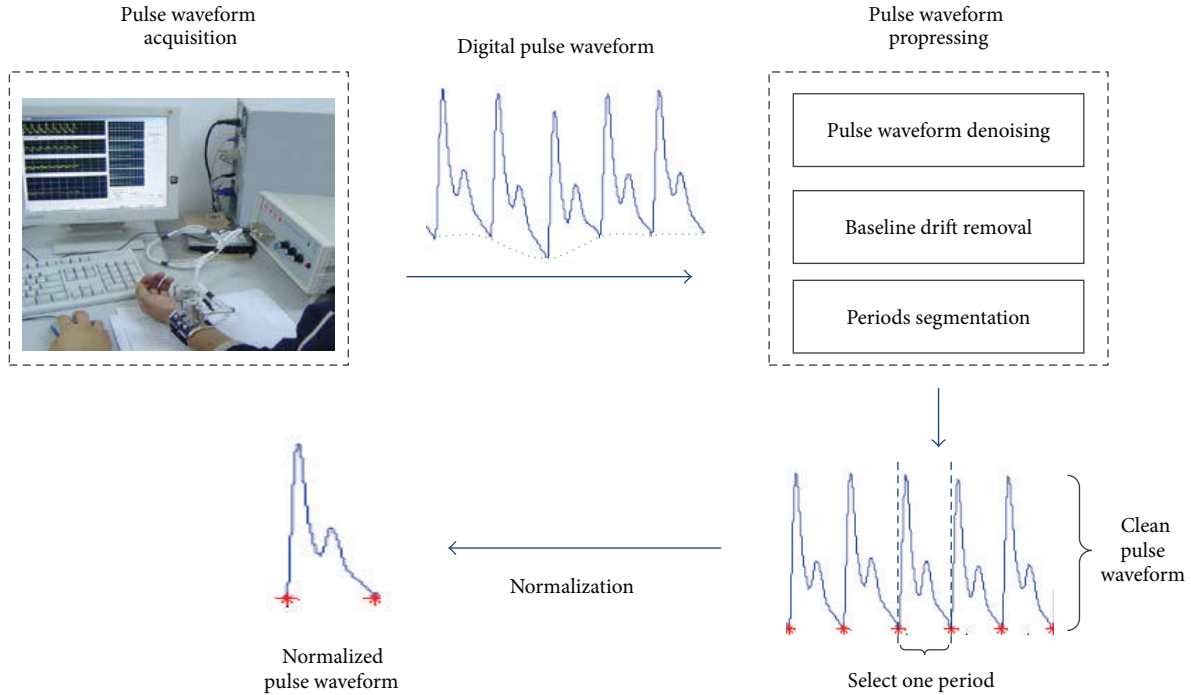 Pulse waveform
acquisition
Digital pulse waveform
Pulse waveform
propressing
Pulse waveform denoising
Baseline drift removal
Periods segmentation
Clean
pulse
waveform
Select one period
Normalization
Normalized
pulse waveform